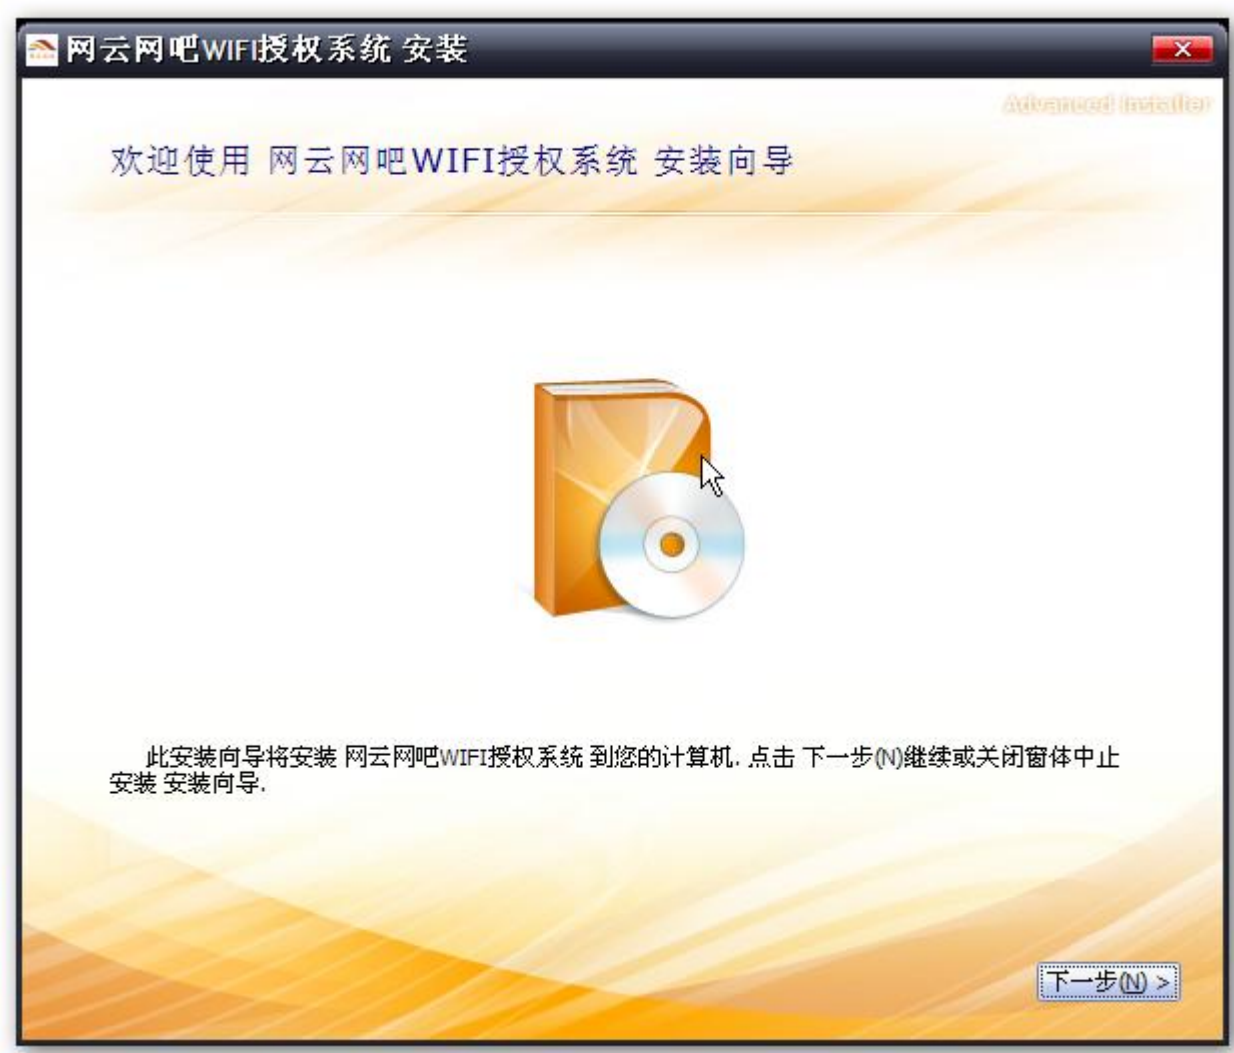 网云网吧WIFI授权系统 安装
Advanced Installer
欢迎使用 网云网吧WIFI授权系统 安装向导
此安装向导将安装 网云网吧WIFI授权系统 到您的计算机. 点击 下一步(N)继续或关闭窗体中止
安装 安装向导.
下一步(N) >